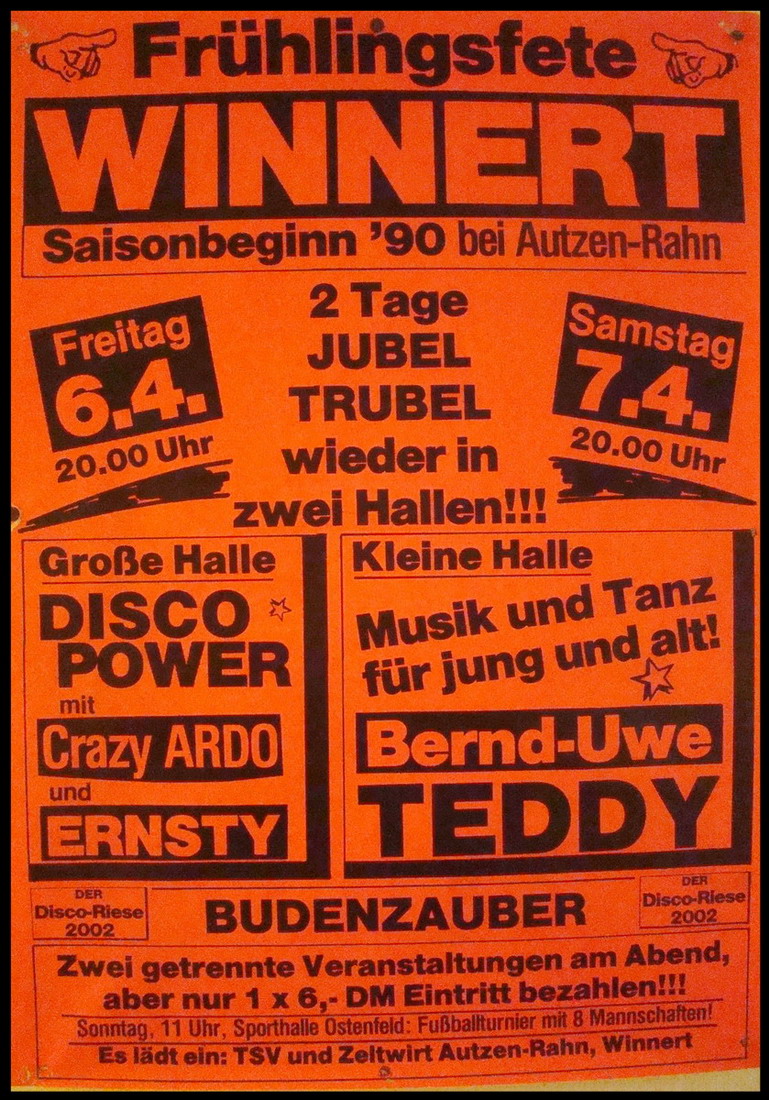 Frühlingsfete
WINNERT
Saisonbeginn '90 bei Autzen-Rahn
Freitag
6.4.
20.00 Uhr
2 Tage
JUBEL
TRUBEL
wieder in
zwei Hallen!!!
Samstag
7.4.
20.00 Uhr
Große Halle
DISCO
POWER
mit
Crazy ARDO
und
ERNSTY
Kleine Halle
Musik und Tanz
für jung und alt!
Bernd-Uwe
TEDDY
DER
Disco-Riese
2002
BUDENZAUBER
DER
Disco-Riese
2002
Zwei getrennte Veranstaltungen am Abend,
aber nur 1 x 6,- DM Eintritt bezahlen!!!
Sonntag, 11 Uhr, Sporthalle Ostenfeld: Fußballturnier mit 8 Mannschaften!
Es lädt ein: TSV und Zeltwirt Autzen-Rahn, Winnert